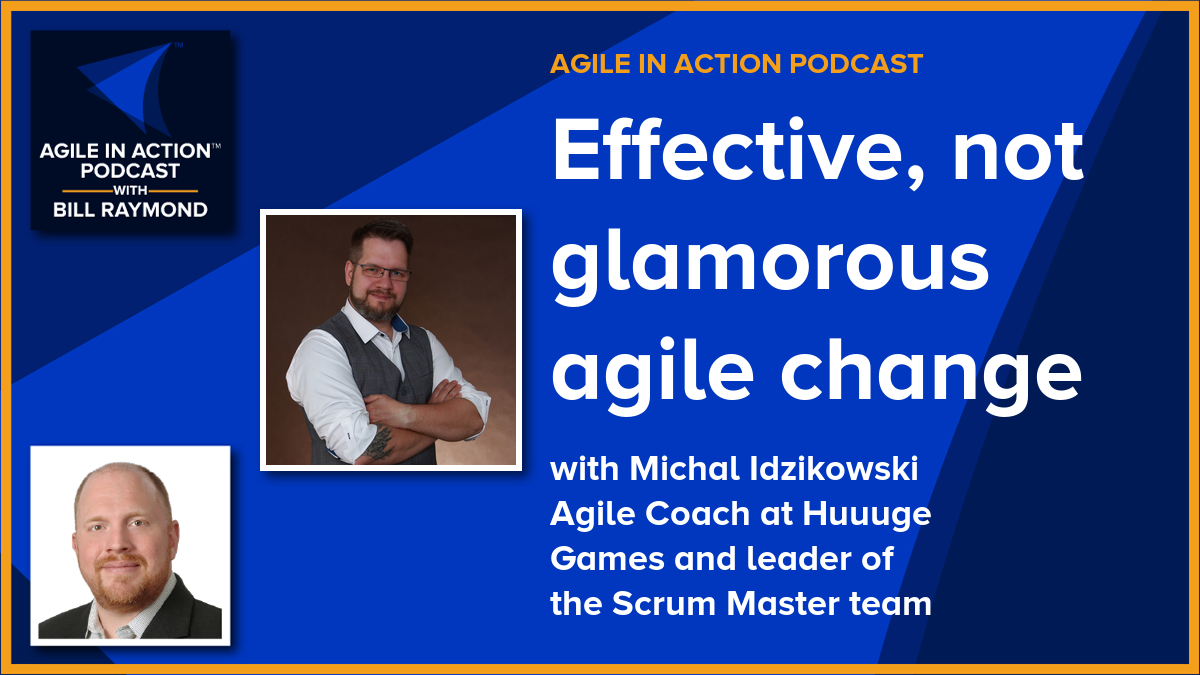 AGILE IN ACTION™
PODCAST
WITH
BILL RAYMOND
AGILE IN ACTION PODCAST
Effective, not
glamorous
agile change
with Michal Idzikowski
Agile Coach at Huuuge
Games and leader of
the Scrum Master team